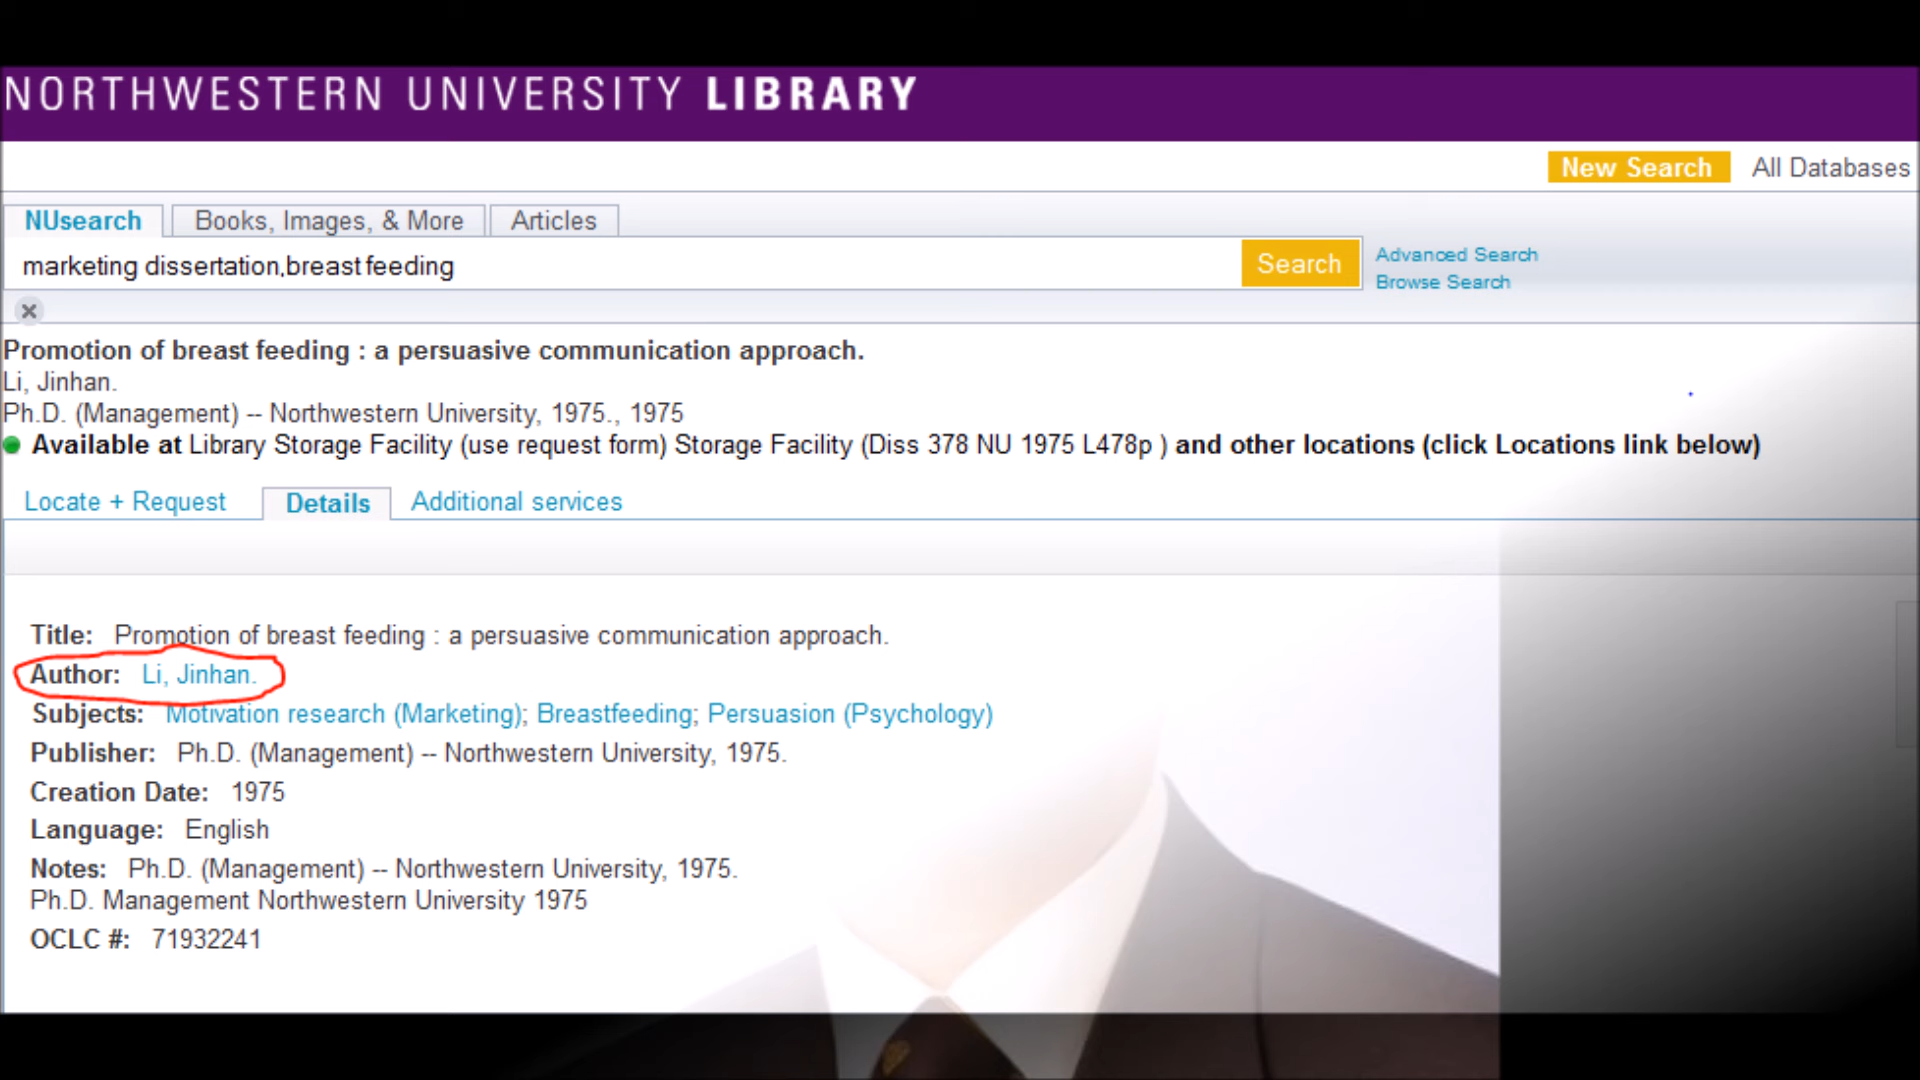 NORTHWESTERN UNIVERSITY LIBRARY
New Search All Databases
NUsearch Books, Images, & More Articles
marketing dissertation,breast feeding Search Advanced Search
Browse Search
Promotion of breast feeding : a persuasive communication approach.
Li, Jinhan.
Ph.D. (Management) -- Northwestern University, 1975., 1975
Available at Library Storage Facility (use request form) Storage Facility (Diss 378 NU 1975 L478p ) and other locations (click Locations link below)
Locate + Request Details Additional services
Title: Promotion of breast feeding : a persuasive communication approach.
Author: Li, Jinhan.
Subjects: Motivation research (Marketing); Breastfeeding; Persuasion (Psychology)
Publisher: Ph.D. (Management) -- Northwestern University, 1975.
Creation Date: 1975
Language: English
Notes: Ph.D. (Management) -- Northwestern University, 1975.
Ph.D. Management Northwestern University 1975
OCLC #: 71932241